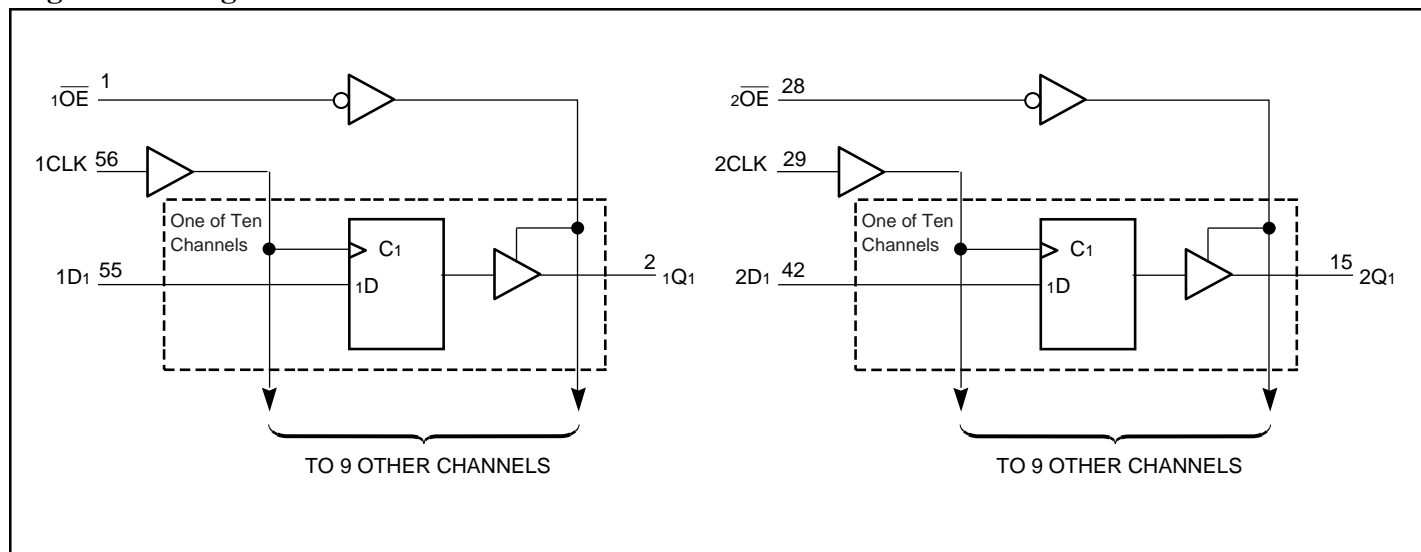 1OE 1
1CLK 56
One of Ten
Channels
C1
1D1 55
1D
2
1Q1
TO 9 OTHER CHANNELS
2OE 28
2CLK 29
One of Ten
Channels
C1
2D1 42
1D
15
2Q1
TO 9 OTHER CHANNELS